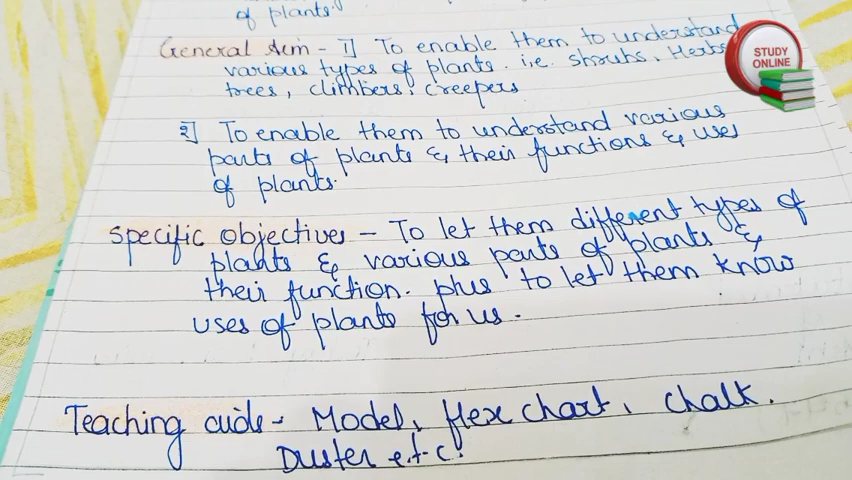 of plants.
General Aim - 1] To enable them to understand
various types of plants. i.e. shrubs, Herbs
trees, climbers, creepers
2] To enable them to understand various
parts of plants & their functions & uses
of plants.
Specific objectives - To let them different types of
plants & various parts of plants &
their function. plus to let them know
uses of plants for us.
Teaching aids - Model, flex chart, chalk.
Duster e.t.c.
STUDY
ONLINE